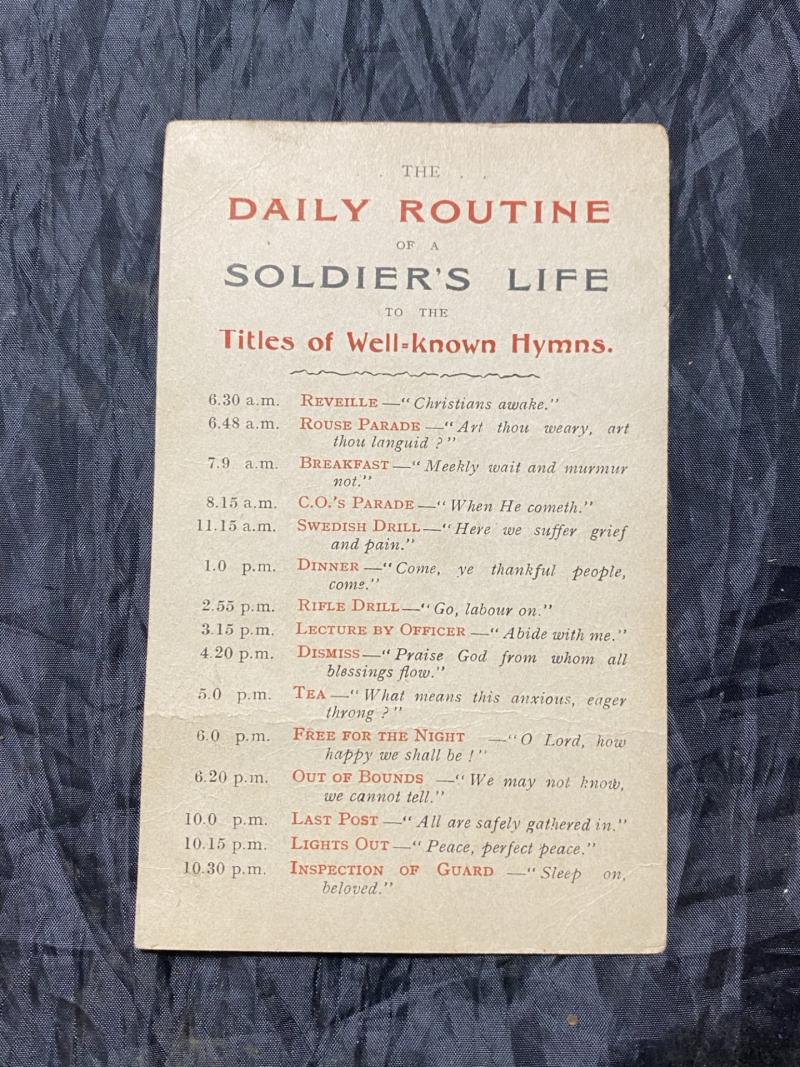 . . THE . .
DAILY ROUTINE
OF A
SOLDIER'S LIFE
TO THE
Titles of Well-known Hymns.
6.30 a.m. REVEILLE—"Christians awake."
6.48 a.m. ROUSE PARADE—"Art thou weary, art
thou languid ?"
7.9 a.m. BREAKFAST—"Meekly wait and murmur
not."
8.15 a.m. C.O.'S PARADE—"When He cometh."
11.15 a.m. SWEDISH DRILL—"Here we suffer grief
and pain."
1.0 p.m. DINNER—"Come, ye thankful people,
come."
2.55 p.m. RIFLE DRILL—"Go, labour on."
3.15 p.m. LECTURE BY OFFICER—"Abide with me."
4.20 p.m. DISMISS—"Praise God from whom all
blessings flow."
5.0 p.m. TEA—"What means this anxious, eager
throng ?"
6.0 p.m. FREE FOR THE NIGHT —"O Lord, how
happy we shall be !"
6.20 p.m. OUT OF BOUNDS —"We may not know,
we cannot tell."
10.0 p.m. LAST POST—"All are safely gathered in."
10.15 p.m. LIGHTS OUT—"Peace, perfect peace."
10.30 p.m. INSPECTION OF GUARD —"Sleep on,
beloved."